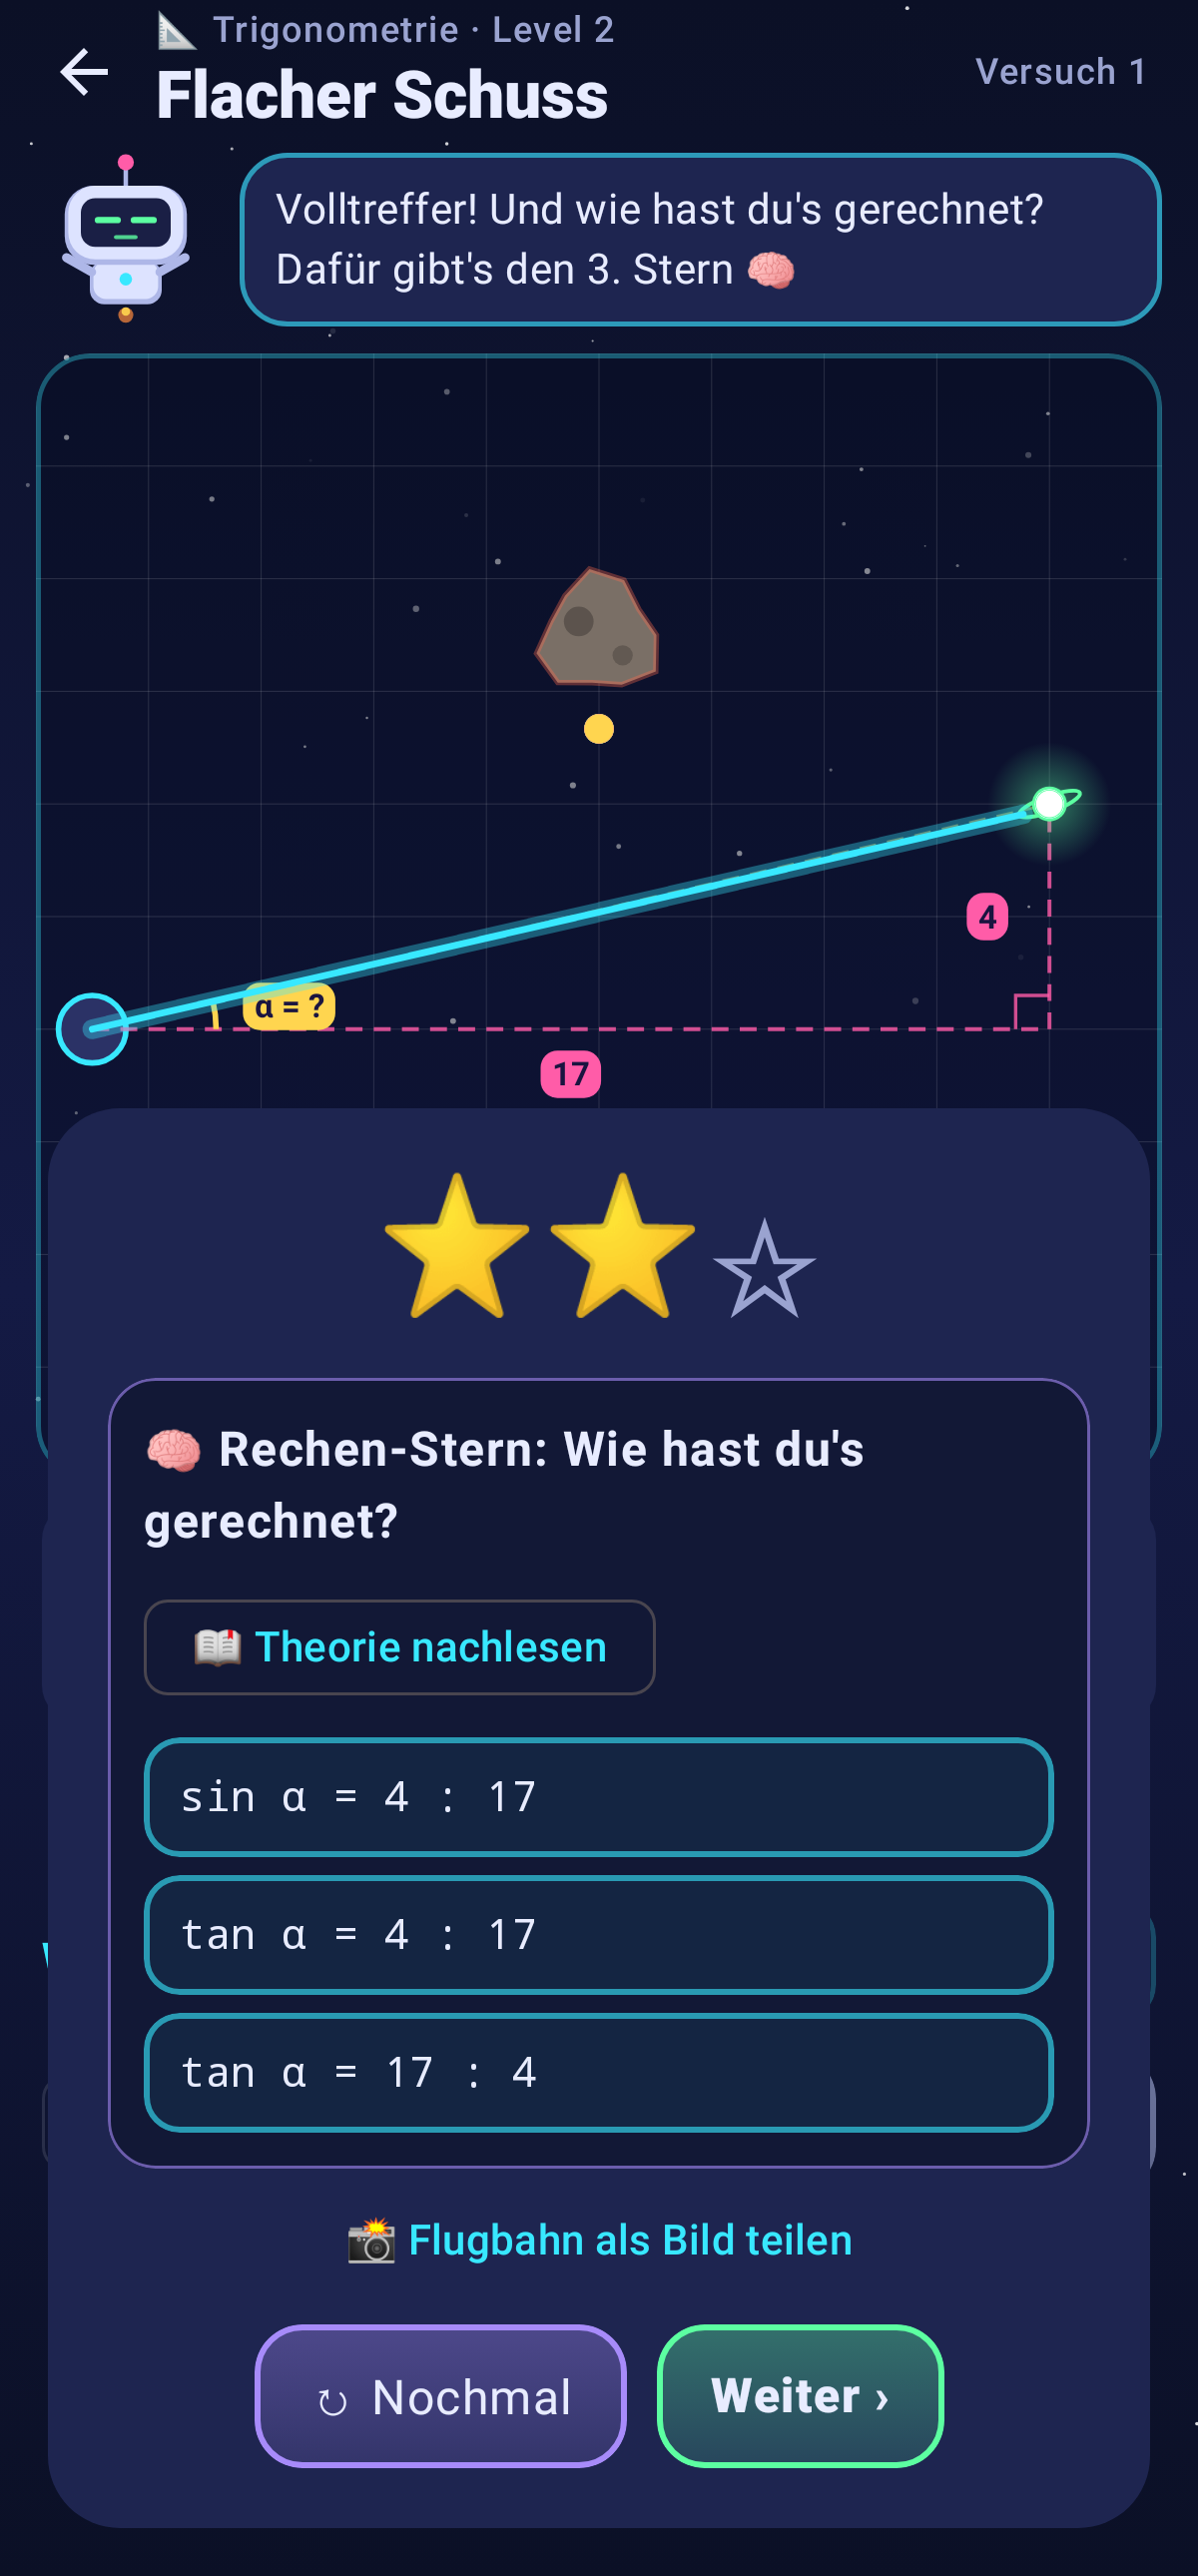 📐 Trigonometrie · Level 2
Flacher Schuss
Versuch 1
Volltreffer! Und wie hast du's gerechnet?
Dafür gibt's den 3. Stern 🧠
4
α = ?
17
🧠 Rechen-Stern: Wie hast du's
gerechnet?
📖 Theorie nachlesen
sin α = 4 : 17
tan α = 4 : 17
tan α = 17 : 4
📸 Flugbahn als Bild teilen
↻ Nochmal
Weiter ›